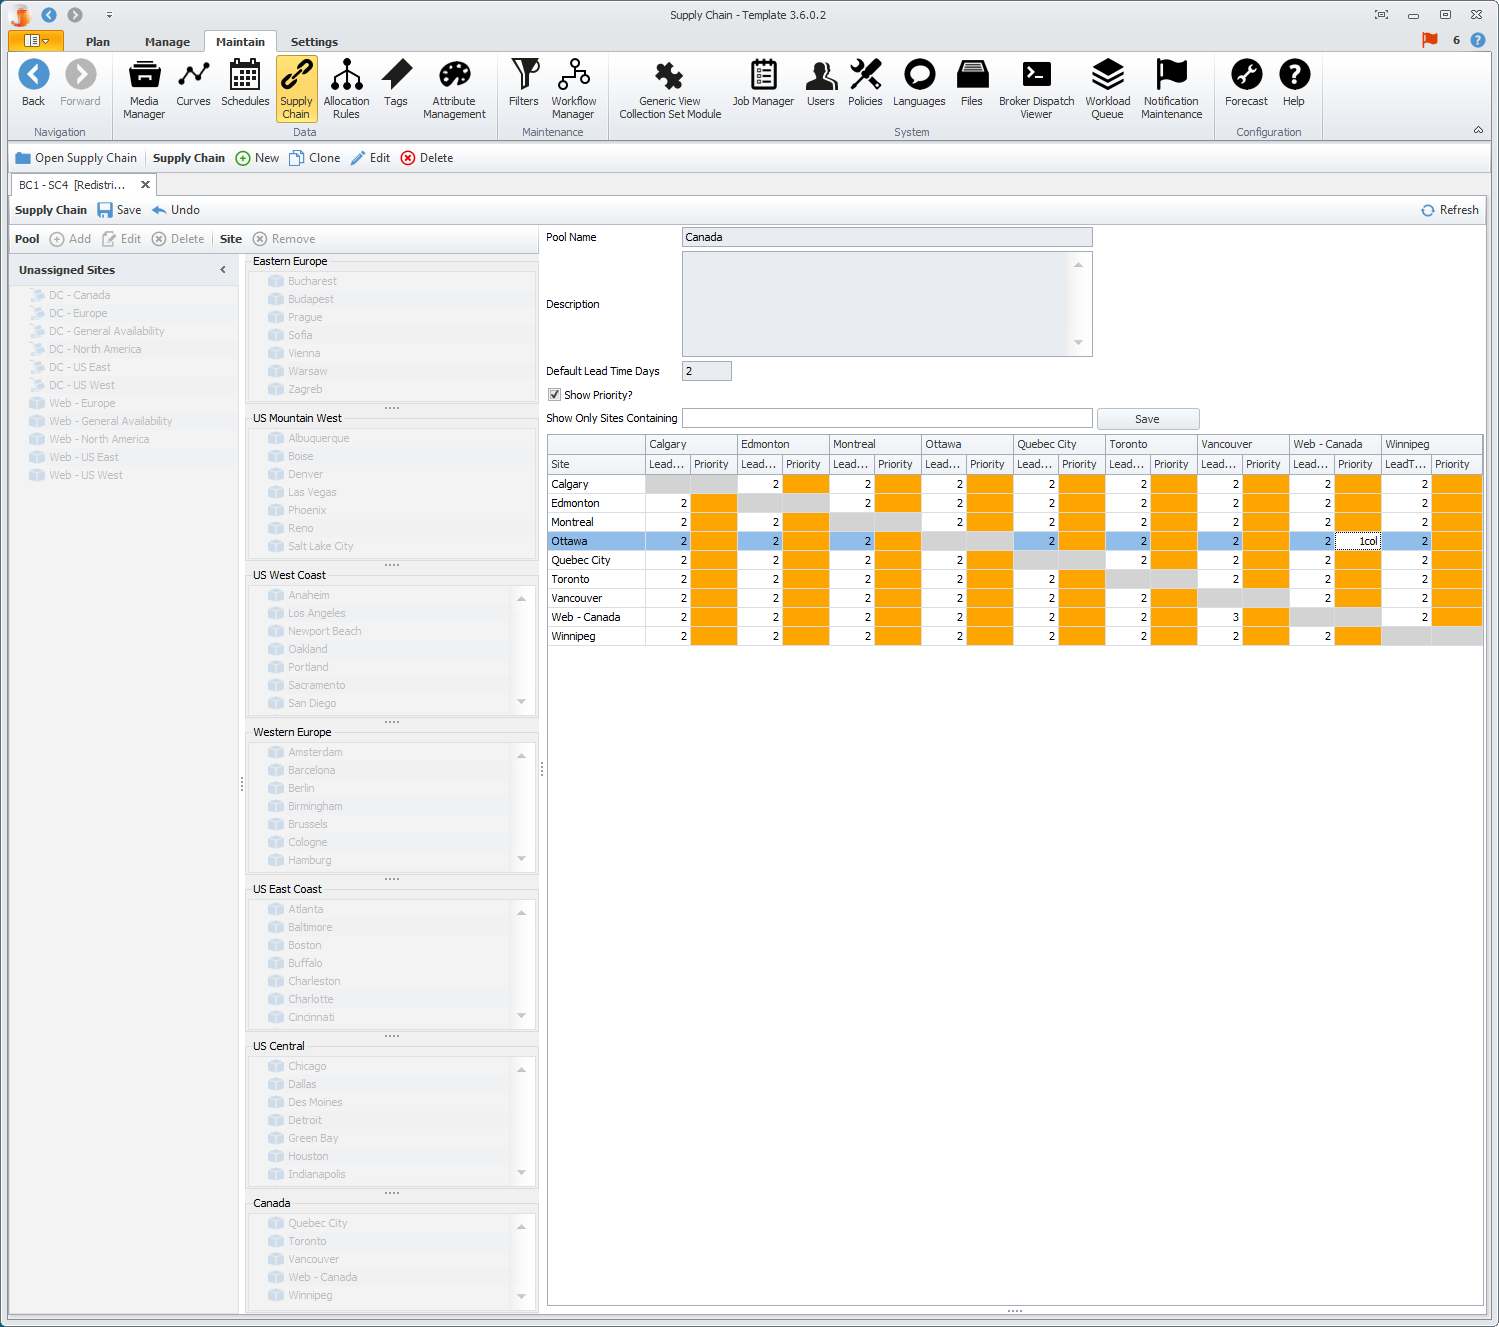 Supply Chain - Template 3.6.0.2
Plan Manage Maintain Settings 6
Back Forward Media Manager Curves Schedules Supply Chain Allocation Rules Tags Attribute Management Filters Workflow Manager Generic View Collection Set Module Job Manager Users Policies Languages Files Broker Dispatch Viewer Workload Queue Notification Maintenance Forecast Help
Navigation Data Maintenance System Configuration
Open Supply Chain Supply Chain New Clone Edit Delete
BC1 - SC4 [Redistri...
Supply Chain Save Undo Refresh
Pool Add Edit Delete Site Remove
Unassigned Sites
DC - Canada
DC - Europe
DC - General Availability
DC - North America
DC - US East
DC - US West
Web - Europe
Web - General Availability
Web - North America
Web - US East
Web - US West
Eastern Europe
Bucharest
Budapest
Prague
Sofia
Vienna
Warsaw
Zagreb
US Mountain West
Albuquerque
Boise
Denver
Las Vegas
Phoenix
Reno
Salt Lake City
US West Coast
Anaheim
Los Angeles
Newport Beach
Oakland
Portland
Sacramento
San Diego
Western Europe
Amsterdam
Barcelona
Berlin
Birmingham
Brussels
Cologne
Hamburg
US East Coast
Atlanta
Baltimore
Boston
Buffalo
Charleston
Charlotte
Cincinnati
US Central
Chicago
Dallas
Des Moines
Detroit
Green Bay
Houston
Indianapolis
Canada
Quebec City
Toronto
Vancouver
Web - Canada
Winnipeg
Pool Name Canada
Description
Default Lead Time Days 2
Show Priority?
Show Only Sites Containing Save
Calgary Edmonton Montreal Ottawa Quebec City Toronto Vancouver Web - Canada Winnipeg
Site Lead... Priority Lead... Priority Lead... Priority Lead... Priority Lead... Priority Lead... Priority Lead... Priority Lead... Priority LeadT... Priority
Calgary 2 2 2 2 2 2 2 2
Edmonton 2 2 2 2 2 2 2 2
Montreal 2 2 2 2 2 2 2 2
Ottawa 2 2 2 2 2 2 2 1col 2
Quebec City 2 2 2 2 2 2 2 2
Toronto 2 2 2 2 2 2 2 2
Vancouver 2 2 2 2 2 2 2 2
Web - Canada 2 2 2 2 2 2 3 2
Winnipeg 2 2 2 2 2 2 2 2